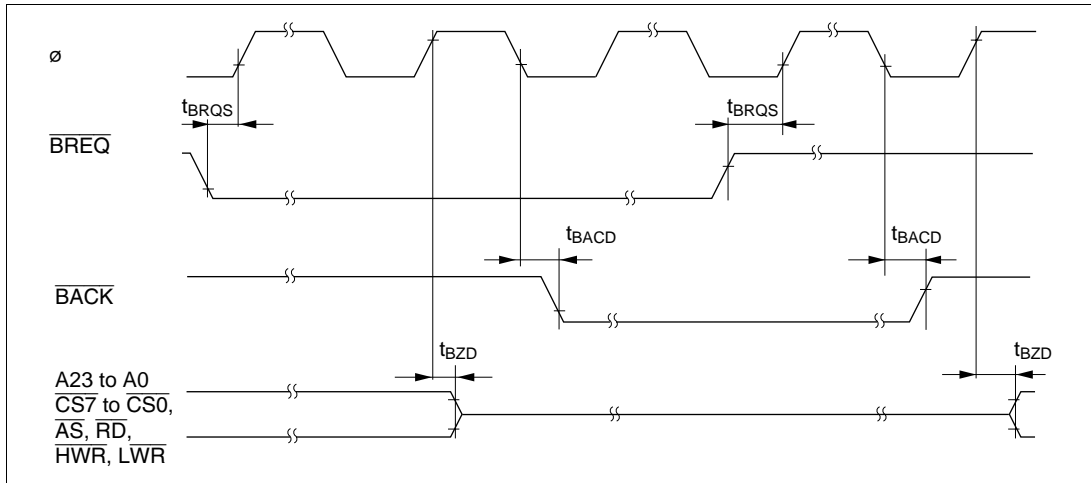 ø
tBRQS
tBRQS
BREQ
tBACD
tBACD
BACK
tBZD
tBZD
A23 to A0
CS7 to CS0,
AS, RD,
HWR, LWR